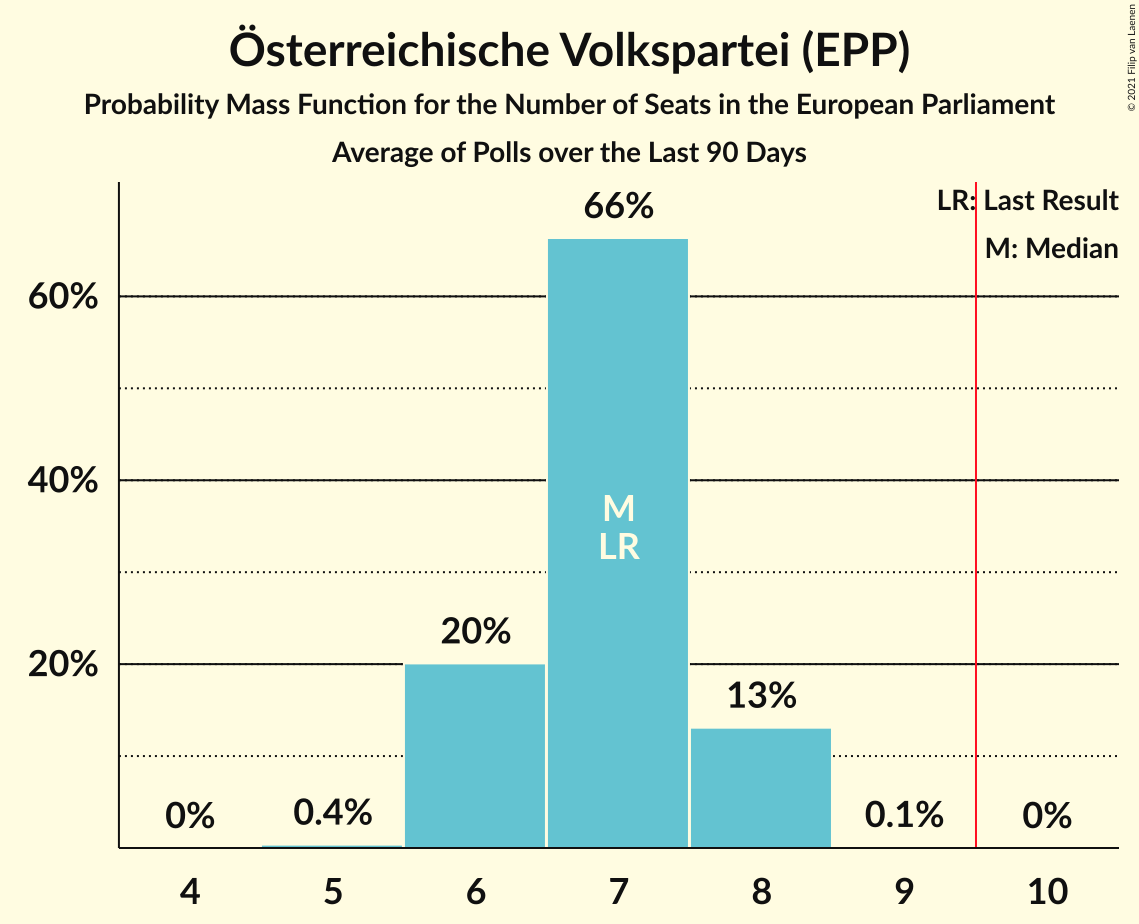 Österreichische Volkspartei (EPP)
Probability Mass Function for the Number of Seats in the European Parliament
Average of Polls over the Last 90 Days
© 2021 Filip van Laenen
LR: Last Result
M: Median
66%
60%
40%
M
LR
20%
20%
13%
0%
0.4%
0.1%
0%
4
5
6
7
8
9
10